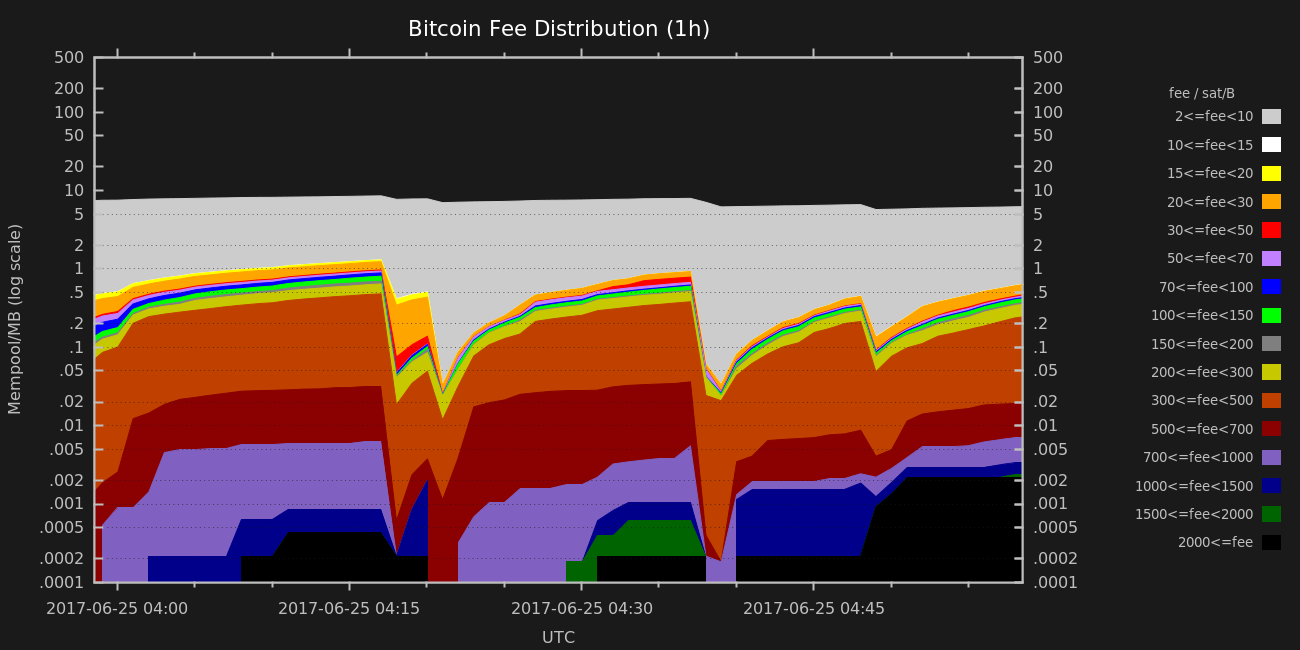 Bitcoin Fee Distribution (1h)
500 500
200 200
100 100
50 50
20 20
10 10
5 5
2 2
1 1
.5 .5
.2 .2
.1 .1
.05 .05
.02 .02
.01 .01
.005 .005
.002 .002
.001 .001
.0005 .0005
.0002 .0002
.0001 .0001
Mempool/MB (log scale)
2017-06-25 04:00 2017-06-25 04:15 2017-06-25 04:30 2017-06-25 04:45
UTC
fee / sat/B
2<=fee<10
10<=fee<15
15<=fee<20
20<=fee<30
30<=fee<50
50<=fee<70
70<=fee<100
100<=fee<150
150<=fee<200
200<=fee<300
300<=fee<500
500<=fee<700
700<=fee<1000
1000<=fee<1500
1500<=fee<2000
2000<=fee